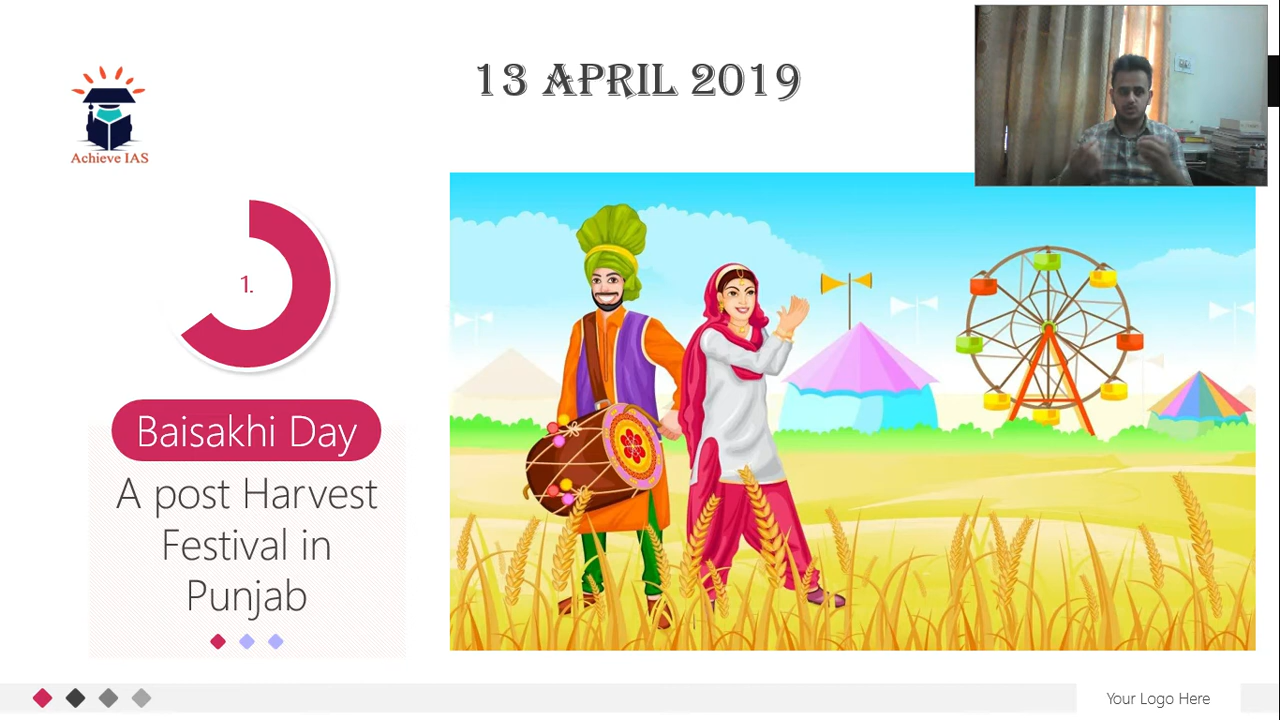 13 APRIL 2019
Achieve IAS
1.
Baisakhi Day
A post Harvest
Festival in
Punjab
Your Logo Here